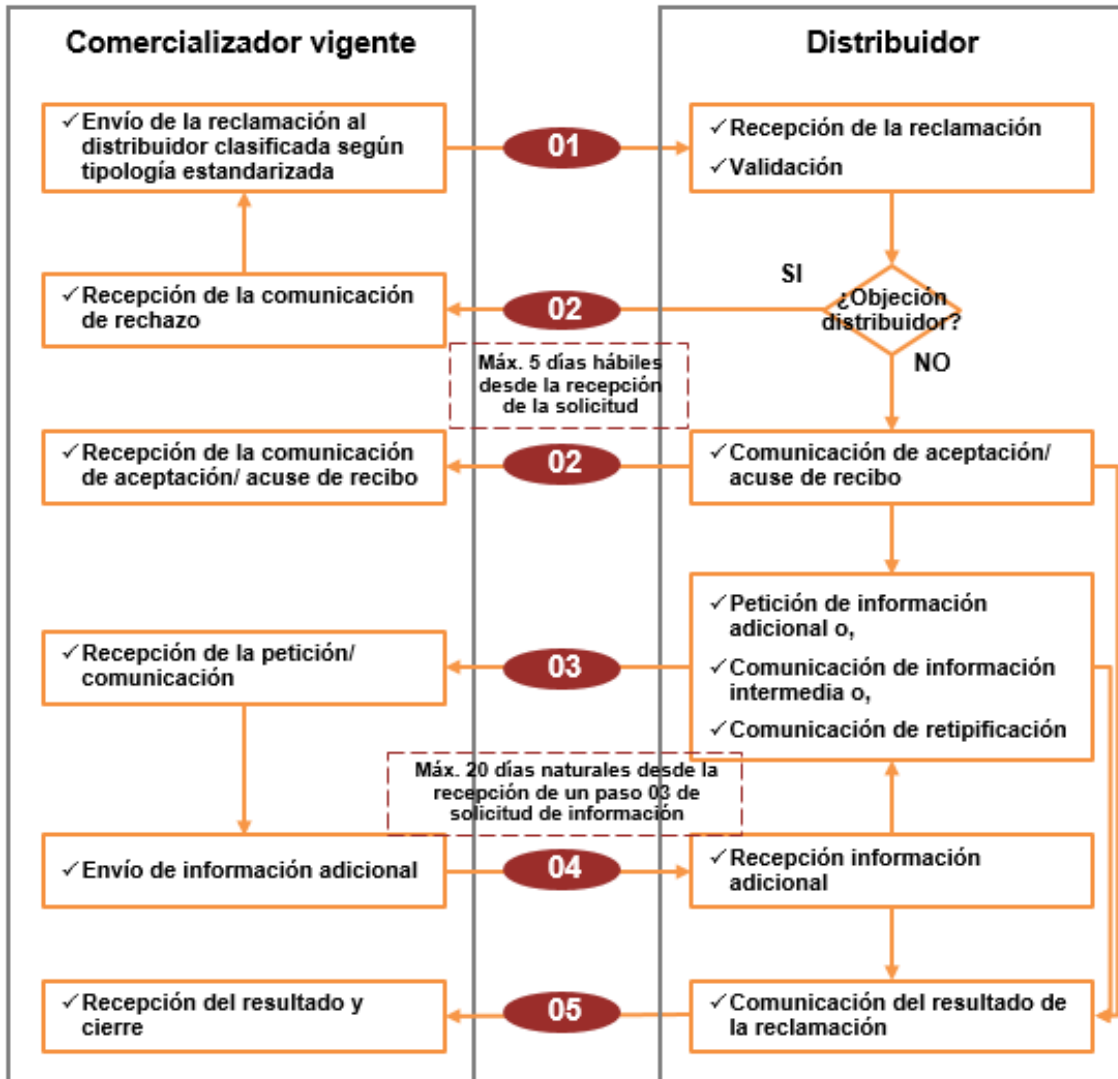 Comercializador vigente
Distribuidor
✓ Envío de la reclamación al
distribuidor clasificada según
tipología estandarizada
01
✓ Recepción de la reclamación
✓ Validación
SI
¿Objeción
distribuidor?
NO
✓ Recepción de la comunicación
de rechazo
02
Máx. 5 días hábiles
desde la recepción
de la solicitud
✓ Recepción de la comunicación
de aceptación/ acuse de recibo
02
✓ Comunicación de aceptación/
acuse de recibo
✓ Petición de información
adicional o,
✓ Comunicación de información
intermedia o,
✓ Comunicación de retipificación
✓ Recepción de la petición/
comunicación
03
Máx. 20 días naturales desde la
recepción de un paso 03 de
solicitud de información
✓ Envío de información adicional
04
✓ Recepción información
adicional
✓ Recepción del resultado y
cierre
05
✓ Comunicación del resultado de
la reclamación